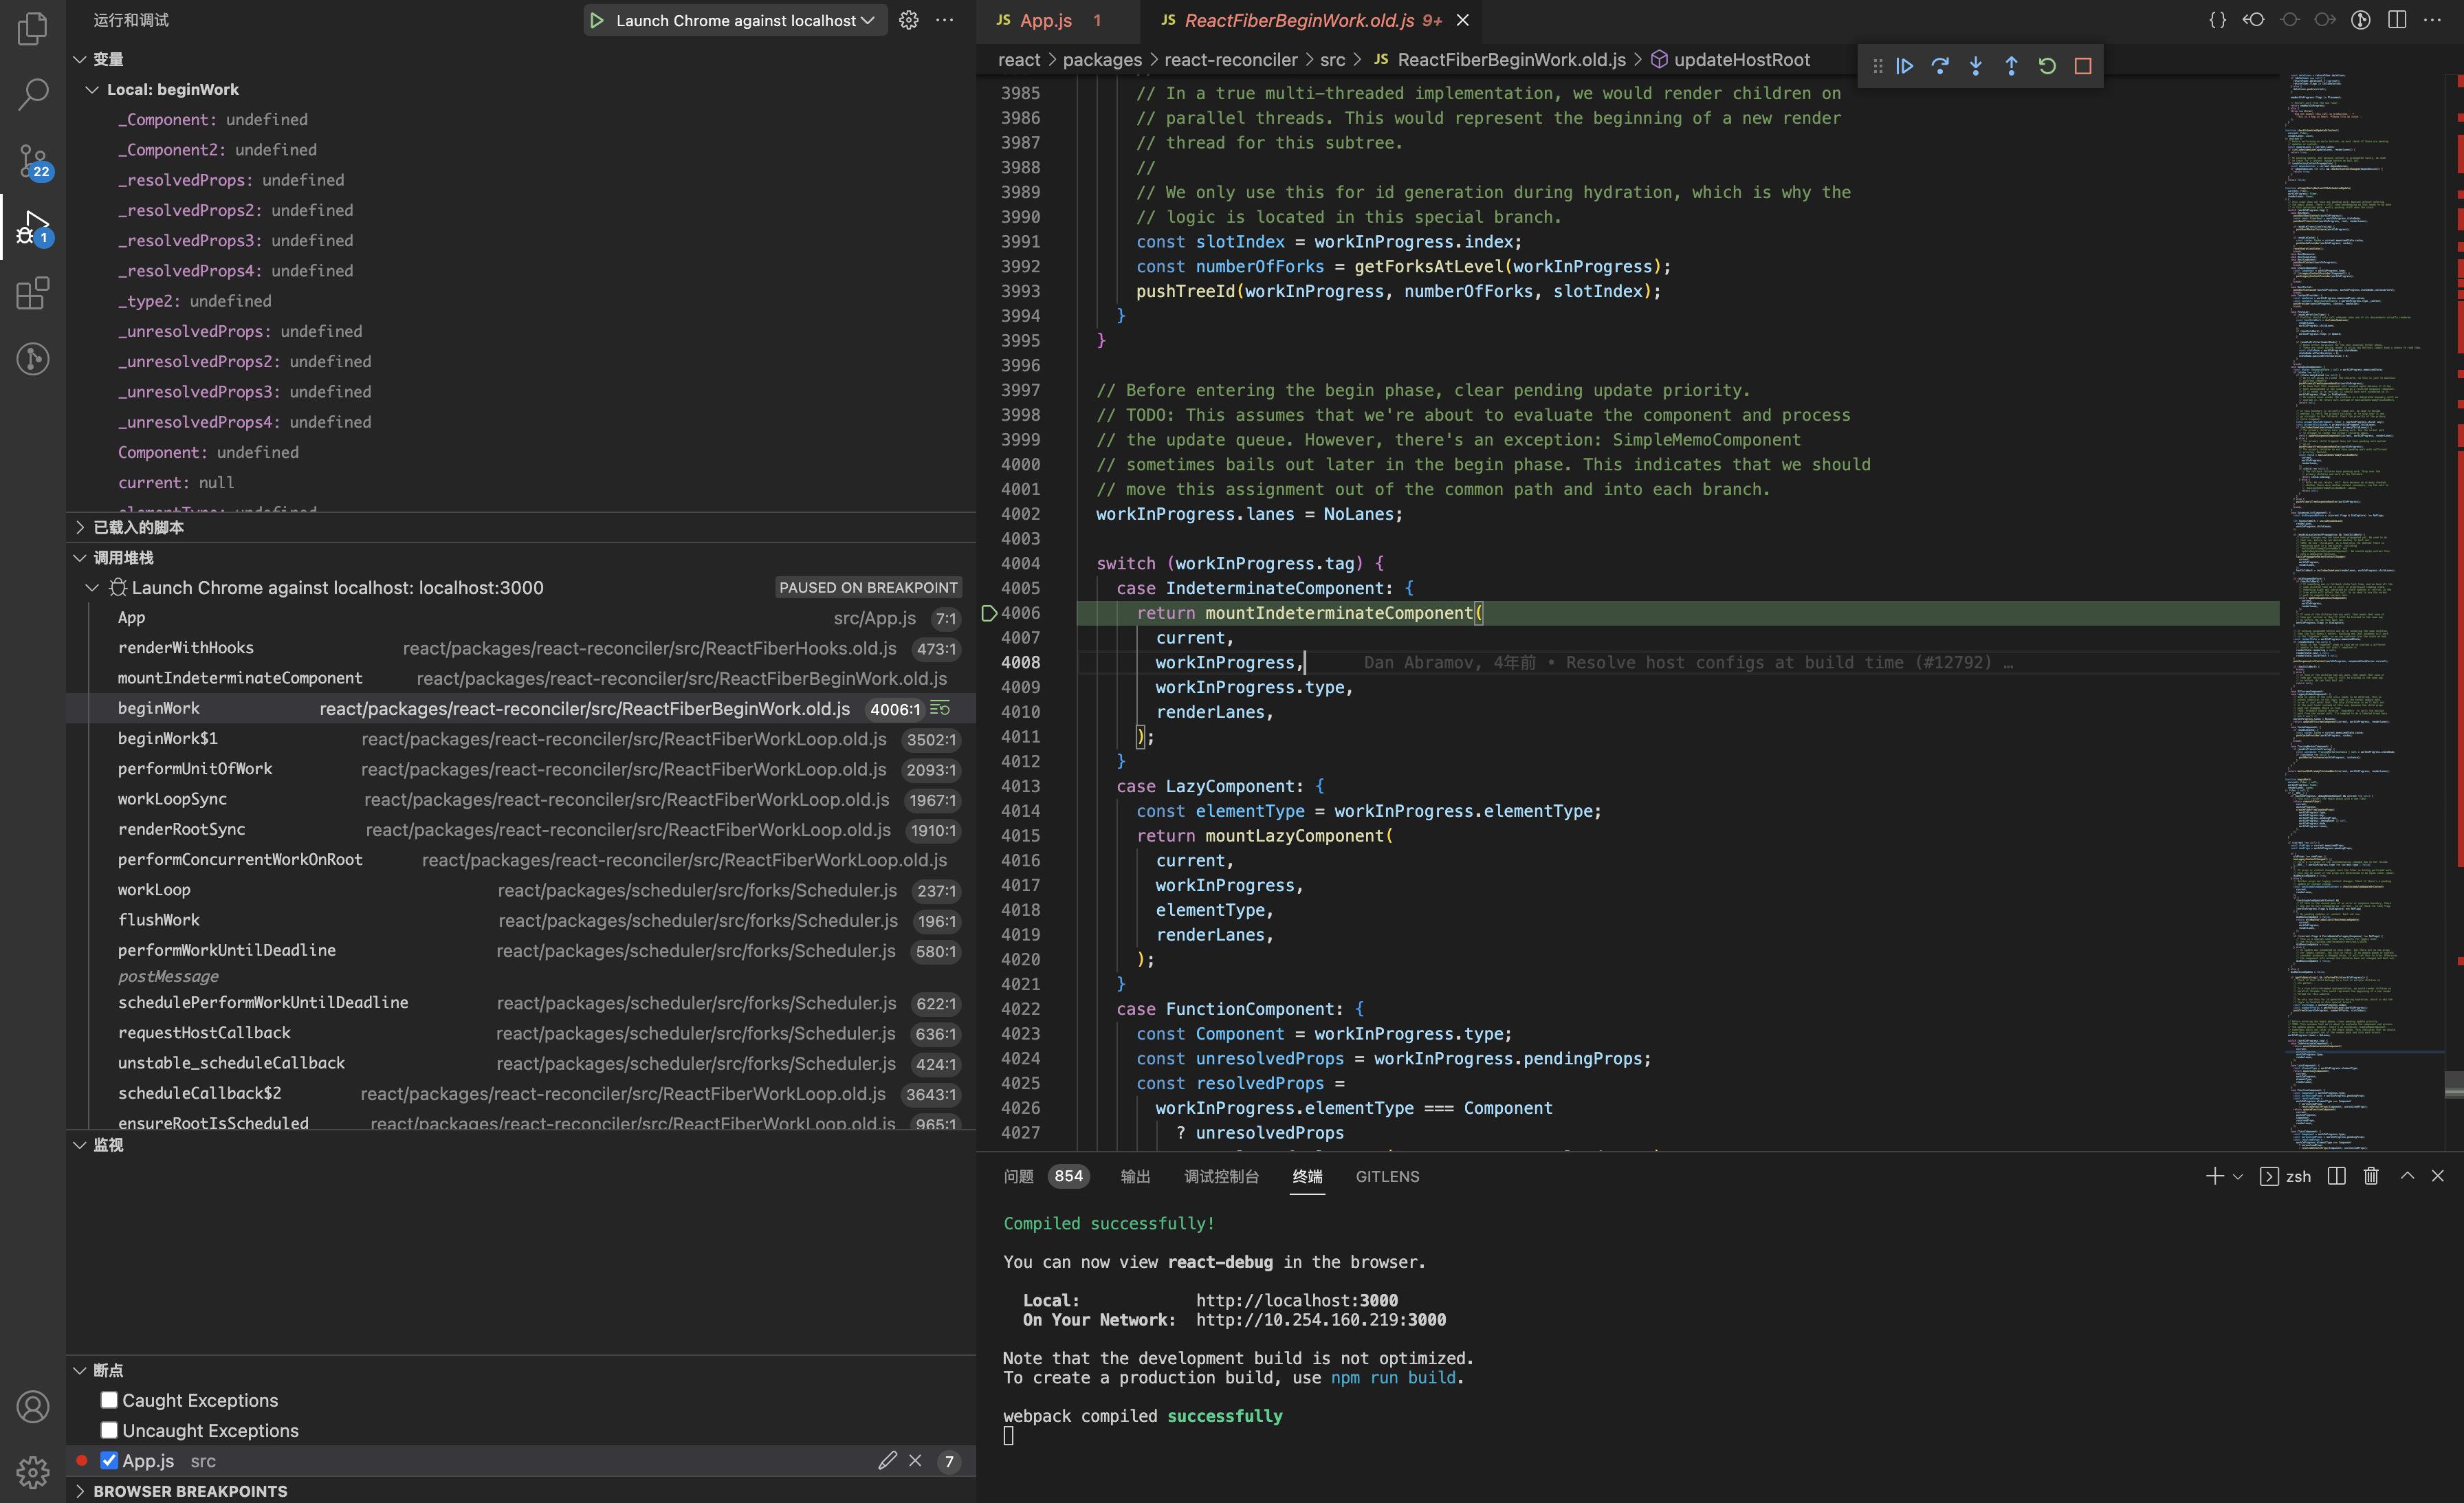 运行和调试
Launch Chrome against localhost
变量
Local: beginWork
_Component: undefined
_Component2: undefined
_resolvedProps: undefined
_resolvedProps2: undefined
_resolvedProps3: undefined
_resolvedProps4: undefined
_type2: undefined
_unresolvedProps: undefined
_unresolvedProps2: undefined
_unresolvedProps3: undefined
_unresolvedProps4: undefined
Component: undefined
current: null
elementType: undefined
22
1
已载入的脚本
调用堆栈
Launch Chrome against localhost: localhost:3000 PAUSED ON BREAKPOINT
App src/App.js 7:1
renderWithHooks react/packages/react-reconciler/src/ReactFiberHooks.old.js 473:1
mountIndeterminateComponent react/packages/react-reconciler/src/ReactFiberBeginWork.old.js
beginWork react/packages/react-reconciler/src/ReactFiberBeginWork.old.js 4006:1
beginWork$1 react/packages/react-reconciler/src/ReactFiberWorkLoop.old.js 3502:1
performUnitOfWork react/packages/react-reconciler/src/ReactFiberWorkLoop.old.js 2093:1
workLoopSync react/packages/react-reconciler/src/ReactFiberWorkLoop.old.js 1967:1
renderRootSync react/packages/react-reconciler/src/ReactFiberWorkLoop.old.js 1910:1
performConcurrentWorkOnRoot react/packages/react-reconciler/src/ReactFiberWorkLoop.old.js
workLoop react/packages/scheduler/src/forks/Scheduler.js 237:1
flushWork react/packages/scheduler/src/forks/Scheduler.js 196:1
performWorkUntilDeadline react/packages/scheduler/src/forks/Scheduler.js 580:1
postMessage
schedulePerformWorkUntilDeadline react/packages/scheduler/src/forks/Scheduler.js 622:1
requestHostCallback react/packages/scheduler/src/forks/Scheduler.js 636:1
unstable_scheduleCallback react/packages/scheduler/src/forks/Scheduler.js 424:1
scheduleCallback$2 react/packages/react-reconciler/src/ReactFiberWorkLoop.old.js 3643:1
ensureRootIsScheduled react/packages/react-reconciler/src/ReactFiberWorkLoop.old.js 965:1
监视
断点
Caught Exceptions
Uncaught Exceptions
App.js src 7
BROWSER BREAKPOINTS
JS App.js 1 JS ReactFiberBeginWork.old.js 9+
react > packages > react-reconciler > src > JS ReactFiberBeginWork.old.js > updateHostRoot
3985 // In a true multi-threaded implementation, we would render children on
3986 // parallel threads. This would represent the beginning of a new render
3987 // thread for this subtree.
3988 //
3989 // We only use this for id generation during hydration, which is why the
3990 // logic is located in this special branch.
3991 const slotIndex = workInProgress.index;
3992 const numberOfForks = getForksAtLevel(workInProgress);
3993 pushTreeId(workInProgress, numberOfForks, slotIndex);
3994 }
3995 }
3996
3997 // Before entering the begin phase, clear pending update priority.
3998 // TODO: This assumes that we're about to evaluate the component and process
3999 // the update queue. However, there's an exception: SimpleMemoComponent
4000 // sometimes bails out later in the begin phase. This indicates that we should
4001 // move this assignment out of the common path and into each branch.
4002 workInProgress.lanes = NoLanes;
4003
4004 switch (workInProgress.tag) {
4005 case IndeterminateComponent: {
4006 return mountIndeterminateComponent(
4007 current,
4008 workInProgress, Dan Abramov, 4年前 • Resolve host configs at build time (#12792) …
4009 workInProgress.type,
4010 renderLanes,
4011 );
4012 }
4013 case LazyComponent: {
4014 const elementType = workInProgress.elementType;
4015 return mountLazyComponent(
4016 current,
4017 workInProgress,
4018 elementType,
4019 renderLanes,
4020 );
4021 }
4022 case FunctionComponent: {
4023 const Component = workInProgress.type;
4024 const unresolvedProps = workInProgress.pendingProps;
4025 const resolvedProps =
4026 workInProgress.elementType === Component
4027 ? unresolvedProps
问题 854 输出 调试控制台 终端 GITLENS zsh
Compiled successfully!
You can now view react-debug in the browser.
Local: http://localhost:3000
On Your Network: http://10.254.160.219:3000
Note that the development build is not optimized.
To create a production build, use npm run build.
webpack compiled successfully